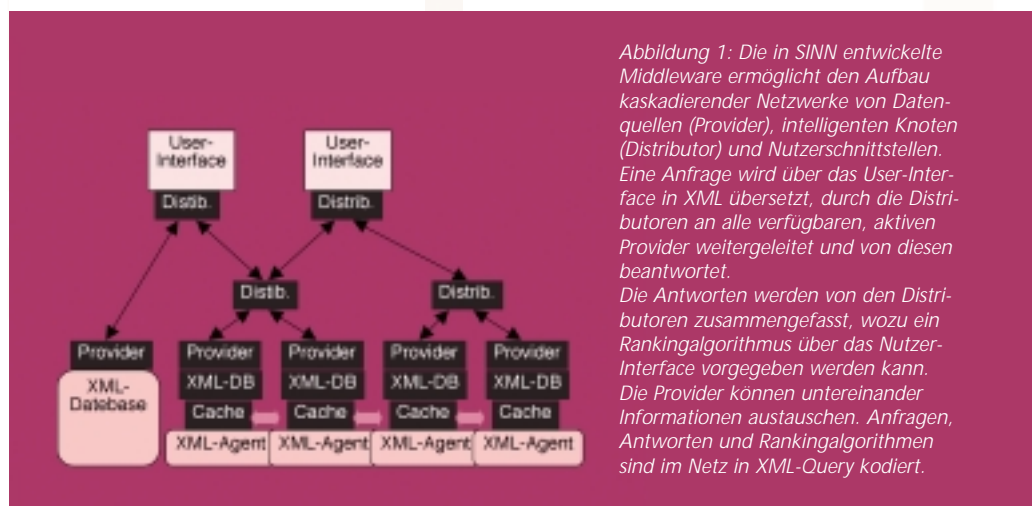 User-
Interface
User-
Interface
Distib.
Distrib.
Distib.
Distrib.
Provider
Provider
Provider
Provider
Provider
XML-
Datebase
XML-DB
XML-DB
XML-DB
XML-DB
Cache
Cache
Cache
Cache
XML-Agent
XML-Agent
XML-Agent
XML-Agent
Abbildung 1: Die in SINN entwickelte
Middleware ermöglicht den Aufbau
kaskadierender Netzwerke von Daten-
quellen (Provider), intelligenten Knoten
(Distributor) und Nutzerschnittstellen.
Eine Anfrage wird über das User-Inter-
face in XML übersetzt, durch die Distri-
butoren an alle verfügbaren, aktiven
Provider weitergeleitet und von diesen
beantwortet.
Die Antworten werden von den Distri-
butoren zusammengefasst, wozu ein
Rankingalgorithmus über das Nutzer-
Interface vorgegeben werden kann.
Die Provider können untereinander
Informationen austauschen. Anfragen,
Antworten und Rankingalgorithmen
sind im Netz in XML-Query kodiert.